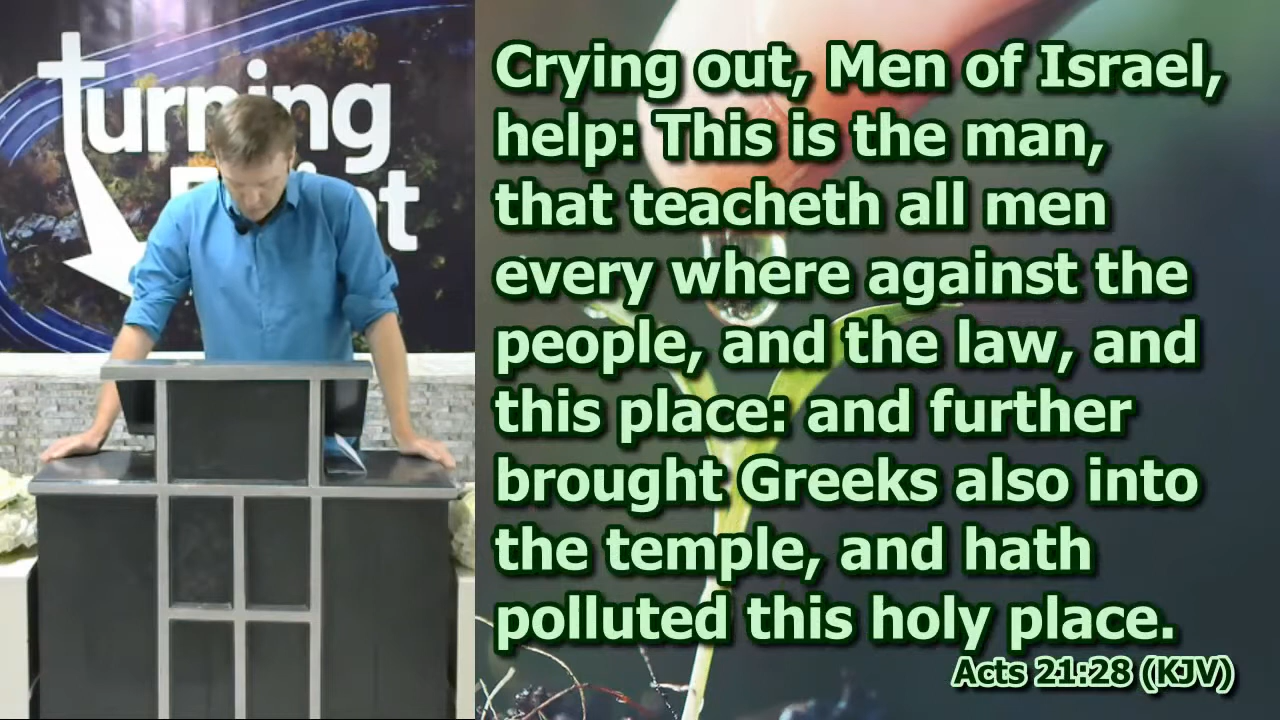 turning
Point
Crying out, Men of Israel,
help: This is the man,
that teacheth all men
every where against the
people, and the law, and
this place: and further
brought Greeks also into
the temple, and hath
polluted this holy place.
Acts 21:28 (KJV)